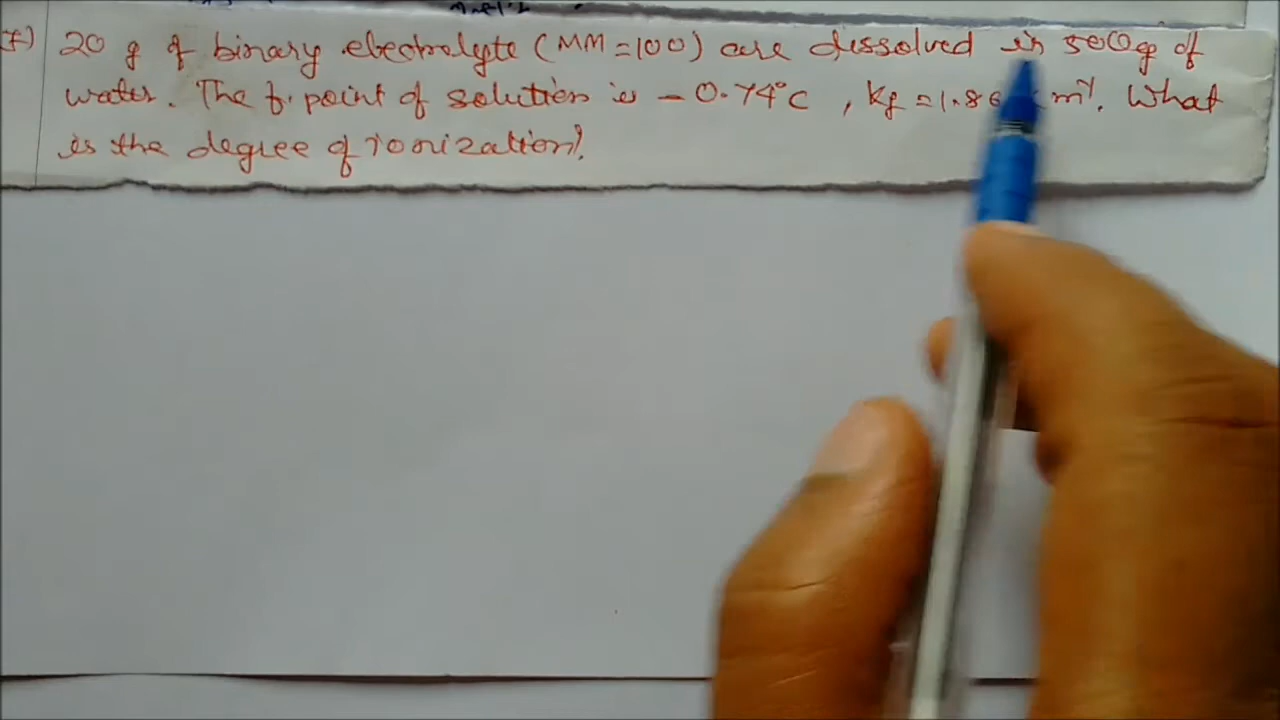 7) 20 g of binary electrolyte (MM = 100) are dissolved in 500g of
water. The f. point of solution is - 0.74°C , Kf = 1.86 m⁻¹. What
is the degree of ionization?